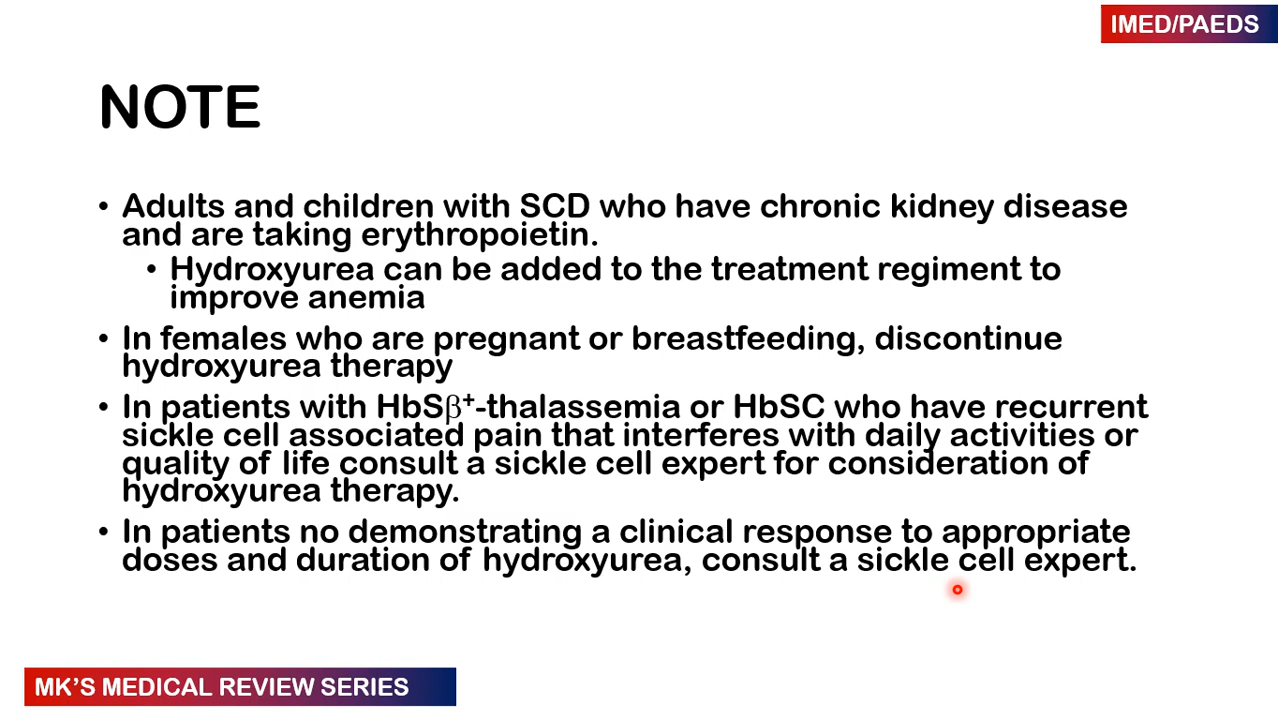 IMED/PAEDS
NOTE
• Adults and children with SCD who have chronic kidney disease
and are taking erythropoietin.
• Hydroxyurea can be added to the treatment regiment to
improve anemia
• In females who are pregnant or breastfeeding, discontinue
hydroxyurea therapy
• In patients with HbSβ⁺-thalassemia or HbSC who have recurrent
sickle cell associated pain that interferes with daily activities or
quality of life consult a sickle cell expert for consideration of
hydroxyurea therapy.
• In patients no demonstrating a clinical response to appropriate
doses and duration of hydroxyurea, consult a sickle cell expert.
MK'S MEDICAL REVIEW SERIES